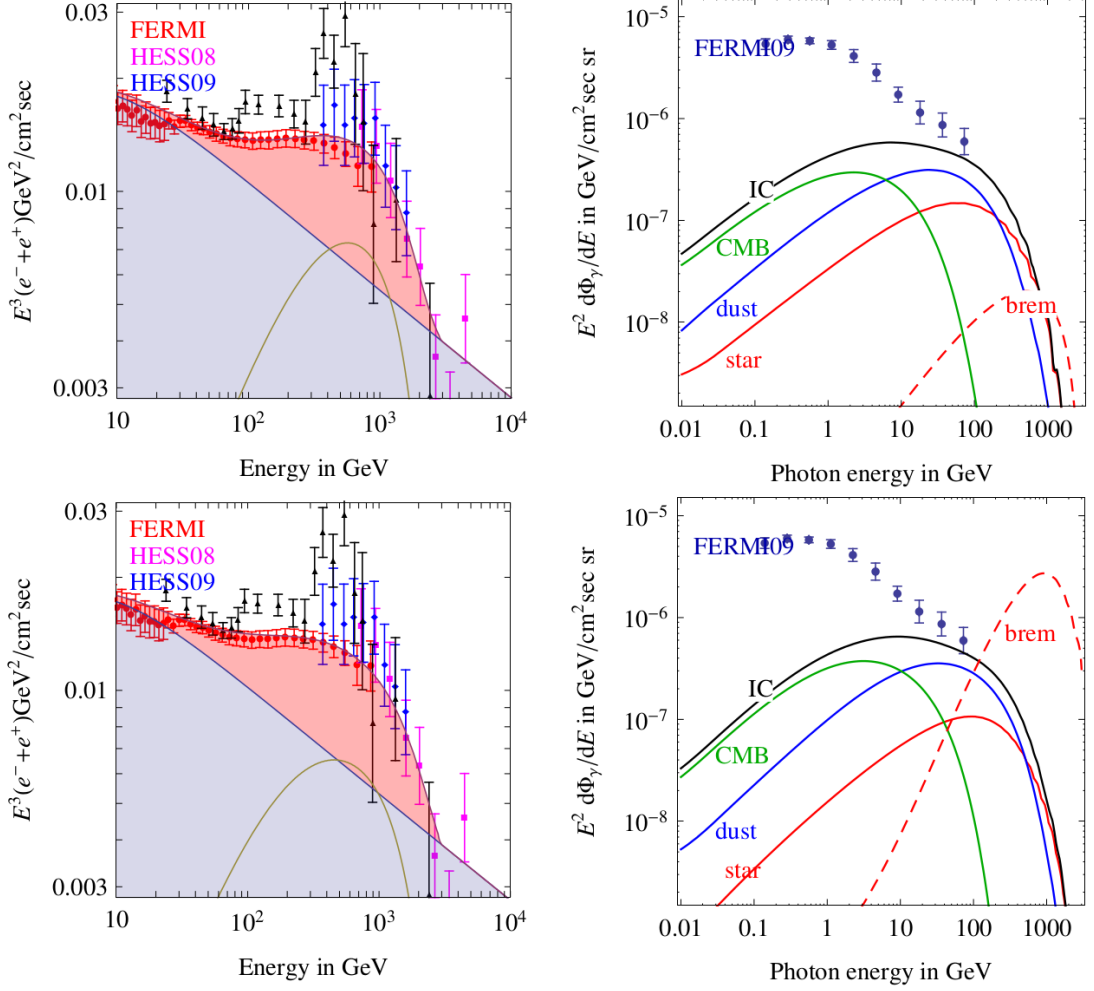 0.03
FERMI
HESS08
HESS09
0.01
0.003
E³(e⁻+e⁺)GeV²/cm²sec
10 10² 10³ 10⁴
Energy in GeV
10⁻⁵
FERMI09
10⁻⁶
IC
10⁻⁷
CMB
dust
brem
10⁻⁸
star
E² dΦγ/dE in GeV/cm²sec sr
0.01 0.1 1 10 100 1000
Photon energy in GeV
0.03
FERMI
HESS08
HESS09
0.01
0.003
E³(e⁻+e⁺)GeV²/cm²sec
10 10² 10³ 10⁴
Energy in GeV
10⁻⁵
FERMI09
10⁻⁶
brem
IC
10⁻⁷
CMB
dust
10⁻⁸
star
E² dΦγ/dE in GeV/cm²sec sr
0.01 0.1 1 10 100 1000
Photon energy in GeV